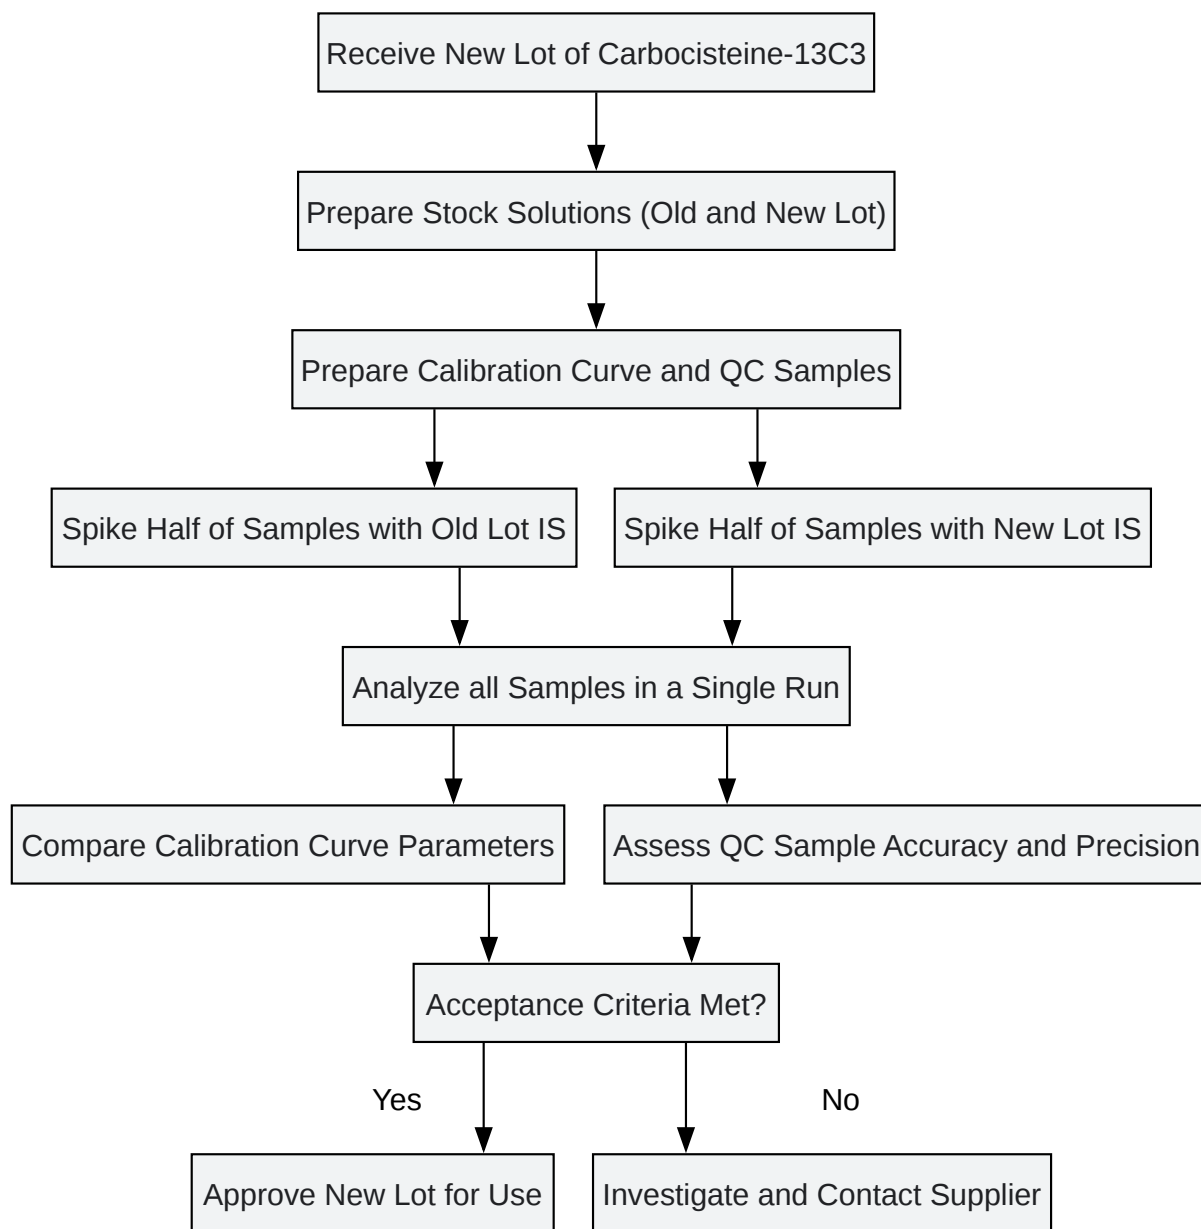 Receive New Lot of Carbocisteine-13C3
Prepare Stock Solutions (Old and New Lot)
Prepare Calibration Curve and QC Samples
Spike Half of Samples with Old Lot IS
Spike Half of Samples with New Lot IS
Analyze all Samples in a Single Run
Compare Calibration Curve Parameters
Assess QC Sample Accuracy and Precision
Acceptance Criteria Met?
Yes
No
Approve New Lot for Use
Investigate and Contact Supplier